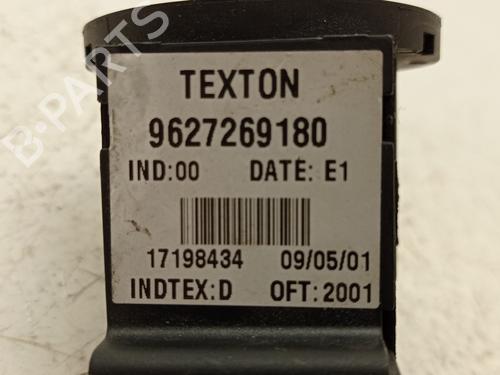 TEXTON
9627269180
IND:00 DATE: E1
17198434 09/05/01
INDTEX:D OFT:2001
B-PARTS